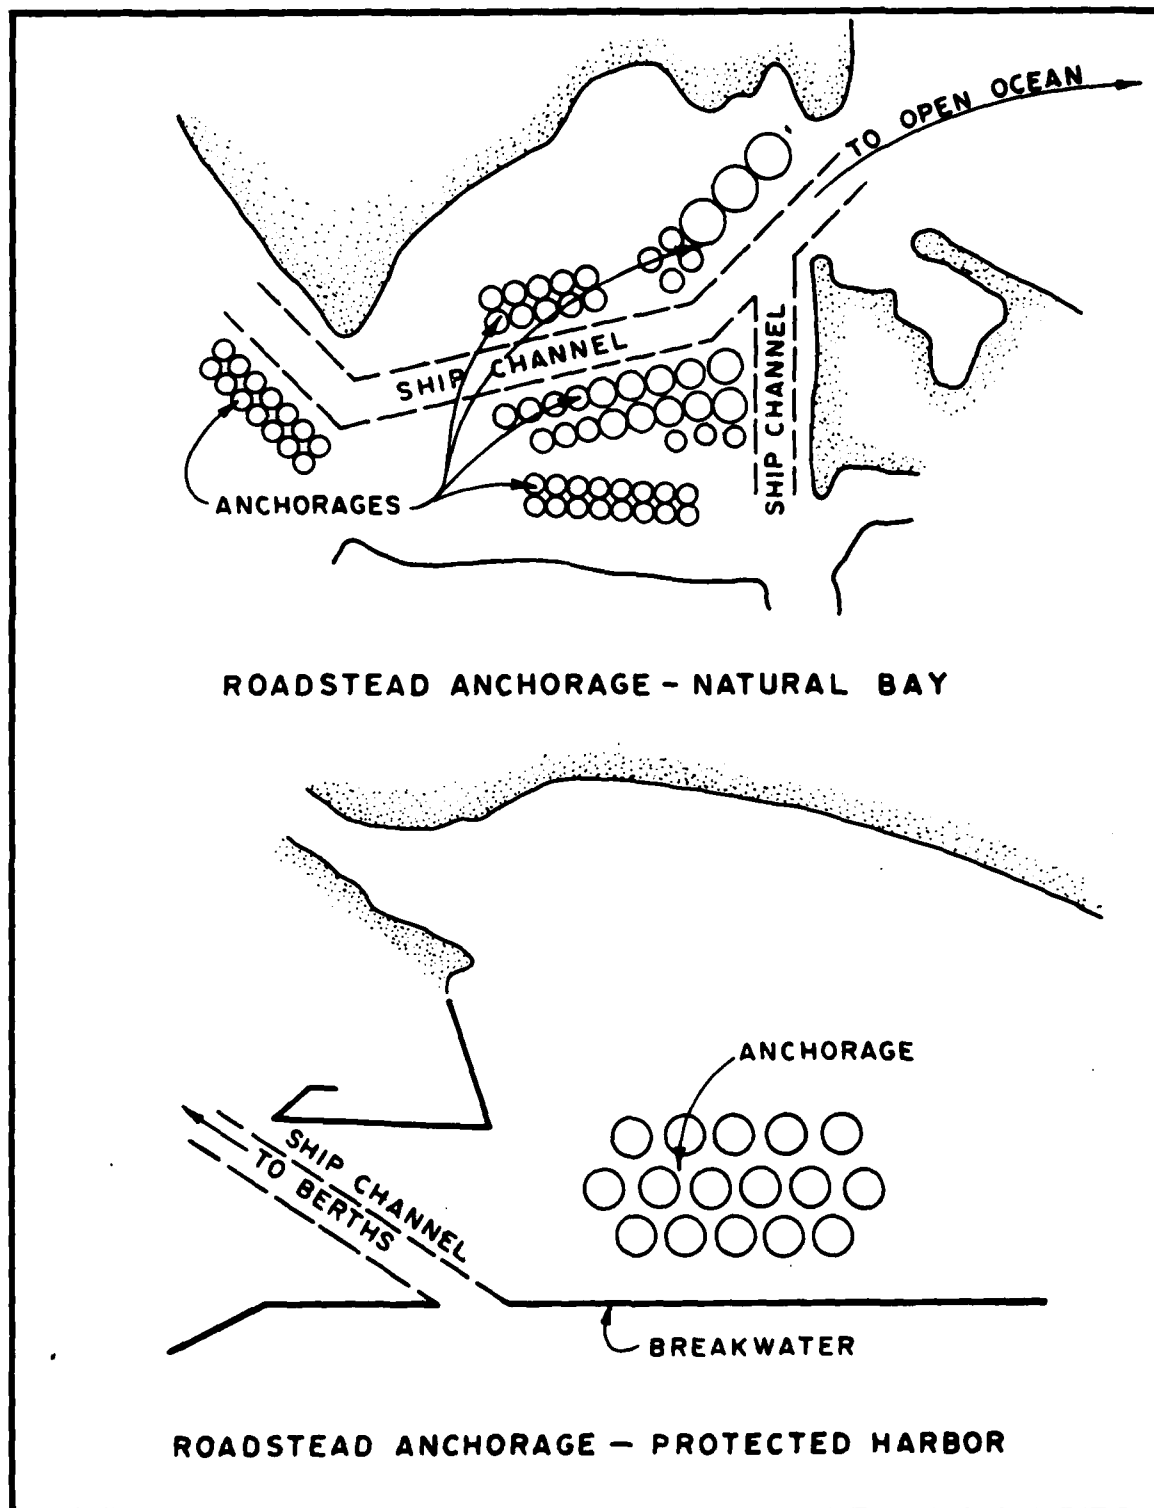 TO OPEN OCEAN
SHIP CHANNEL
SHIP CHANNEL
ANCHORAGES
ROADSTEAD ANCHORAGE – NATURAL BAY
ANCHORAGE
SHIP CHANNEL
TO BERTHS
BREAKWATER
ROADSTEAD ANCHORAGE – PROTECTED HARBOR